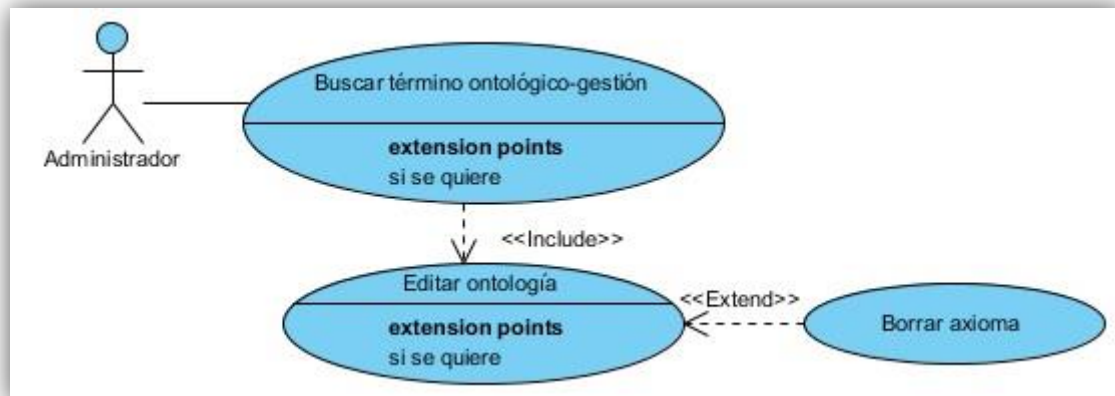 Buscar término ontológico-gestión
extension points
si se quiere
Administrador
<<Include>>
Editar ontología
extension points
si se quiere
<<Extend>>
Borrar axioma